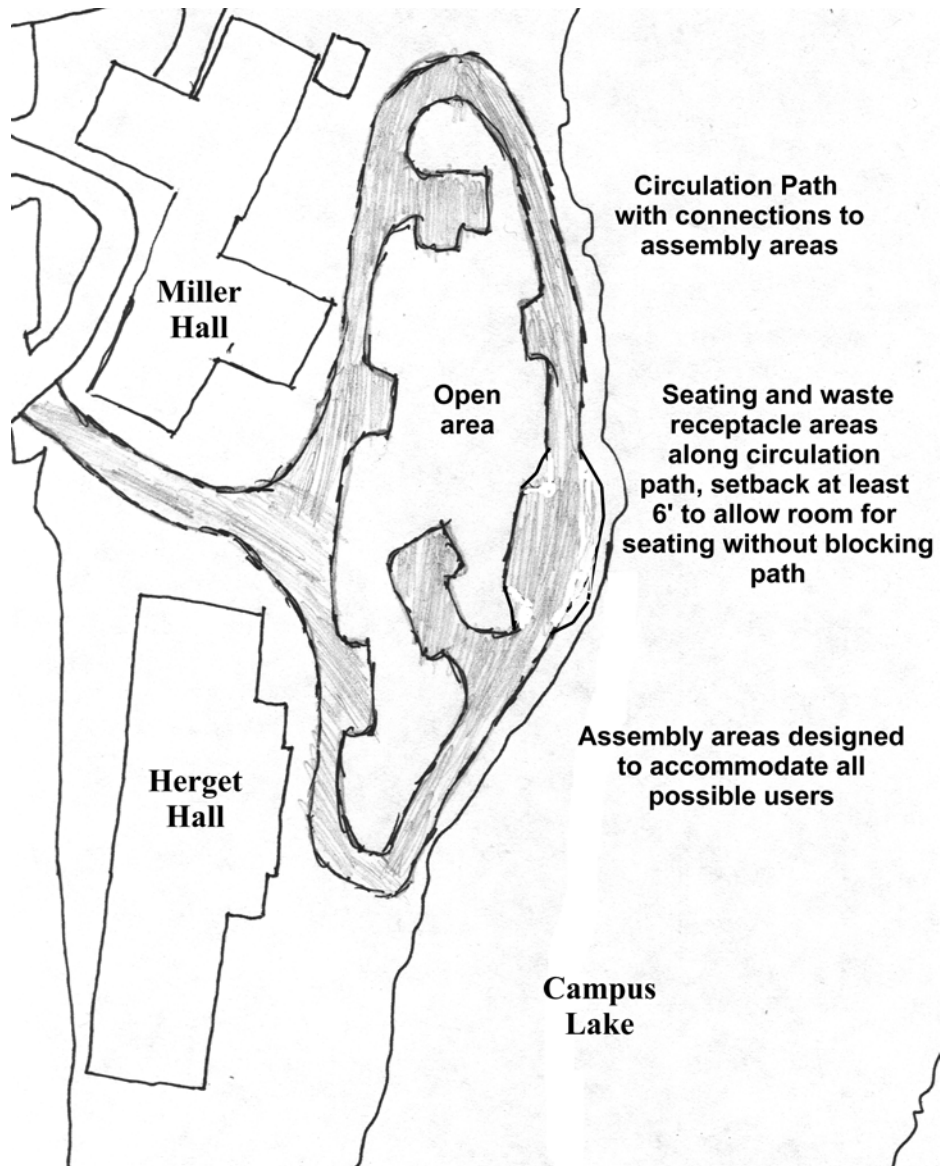 Circulation Path
with connections to
assembly areas
Miller
Hall
Open
area
Seating and waste
receptacle areas
along circulation
path, setback at least
6' to allow room for
seating without blocking
path
Assembly areas designed
to accommodate all
possible users
Herget
Hall
Campus
Lake